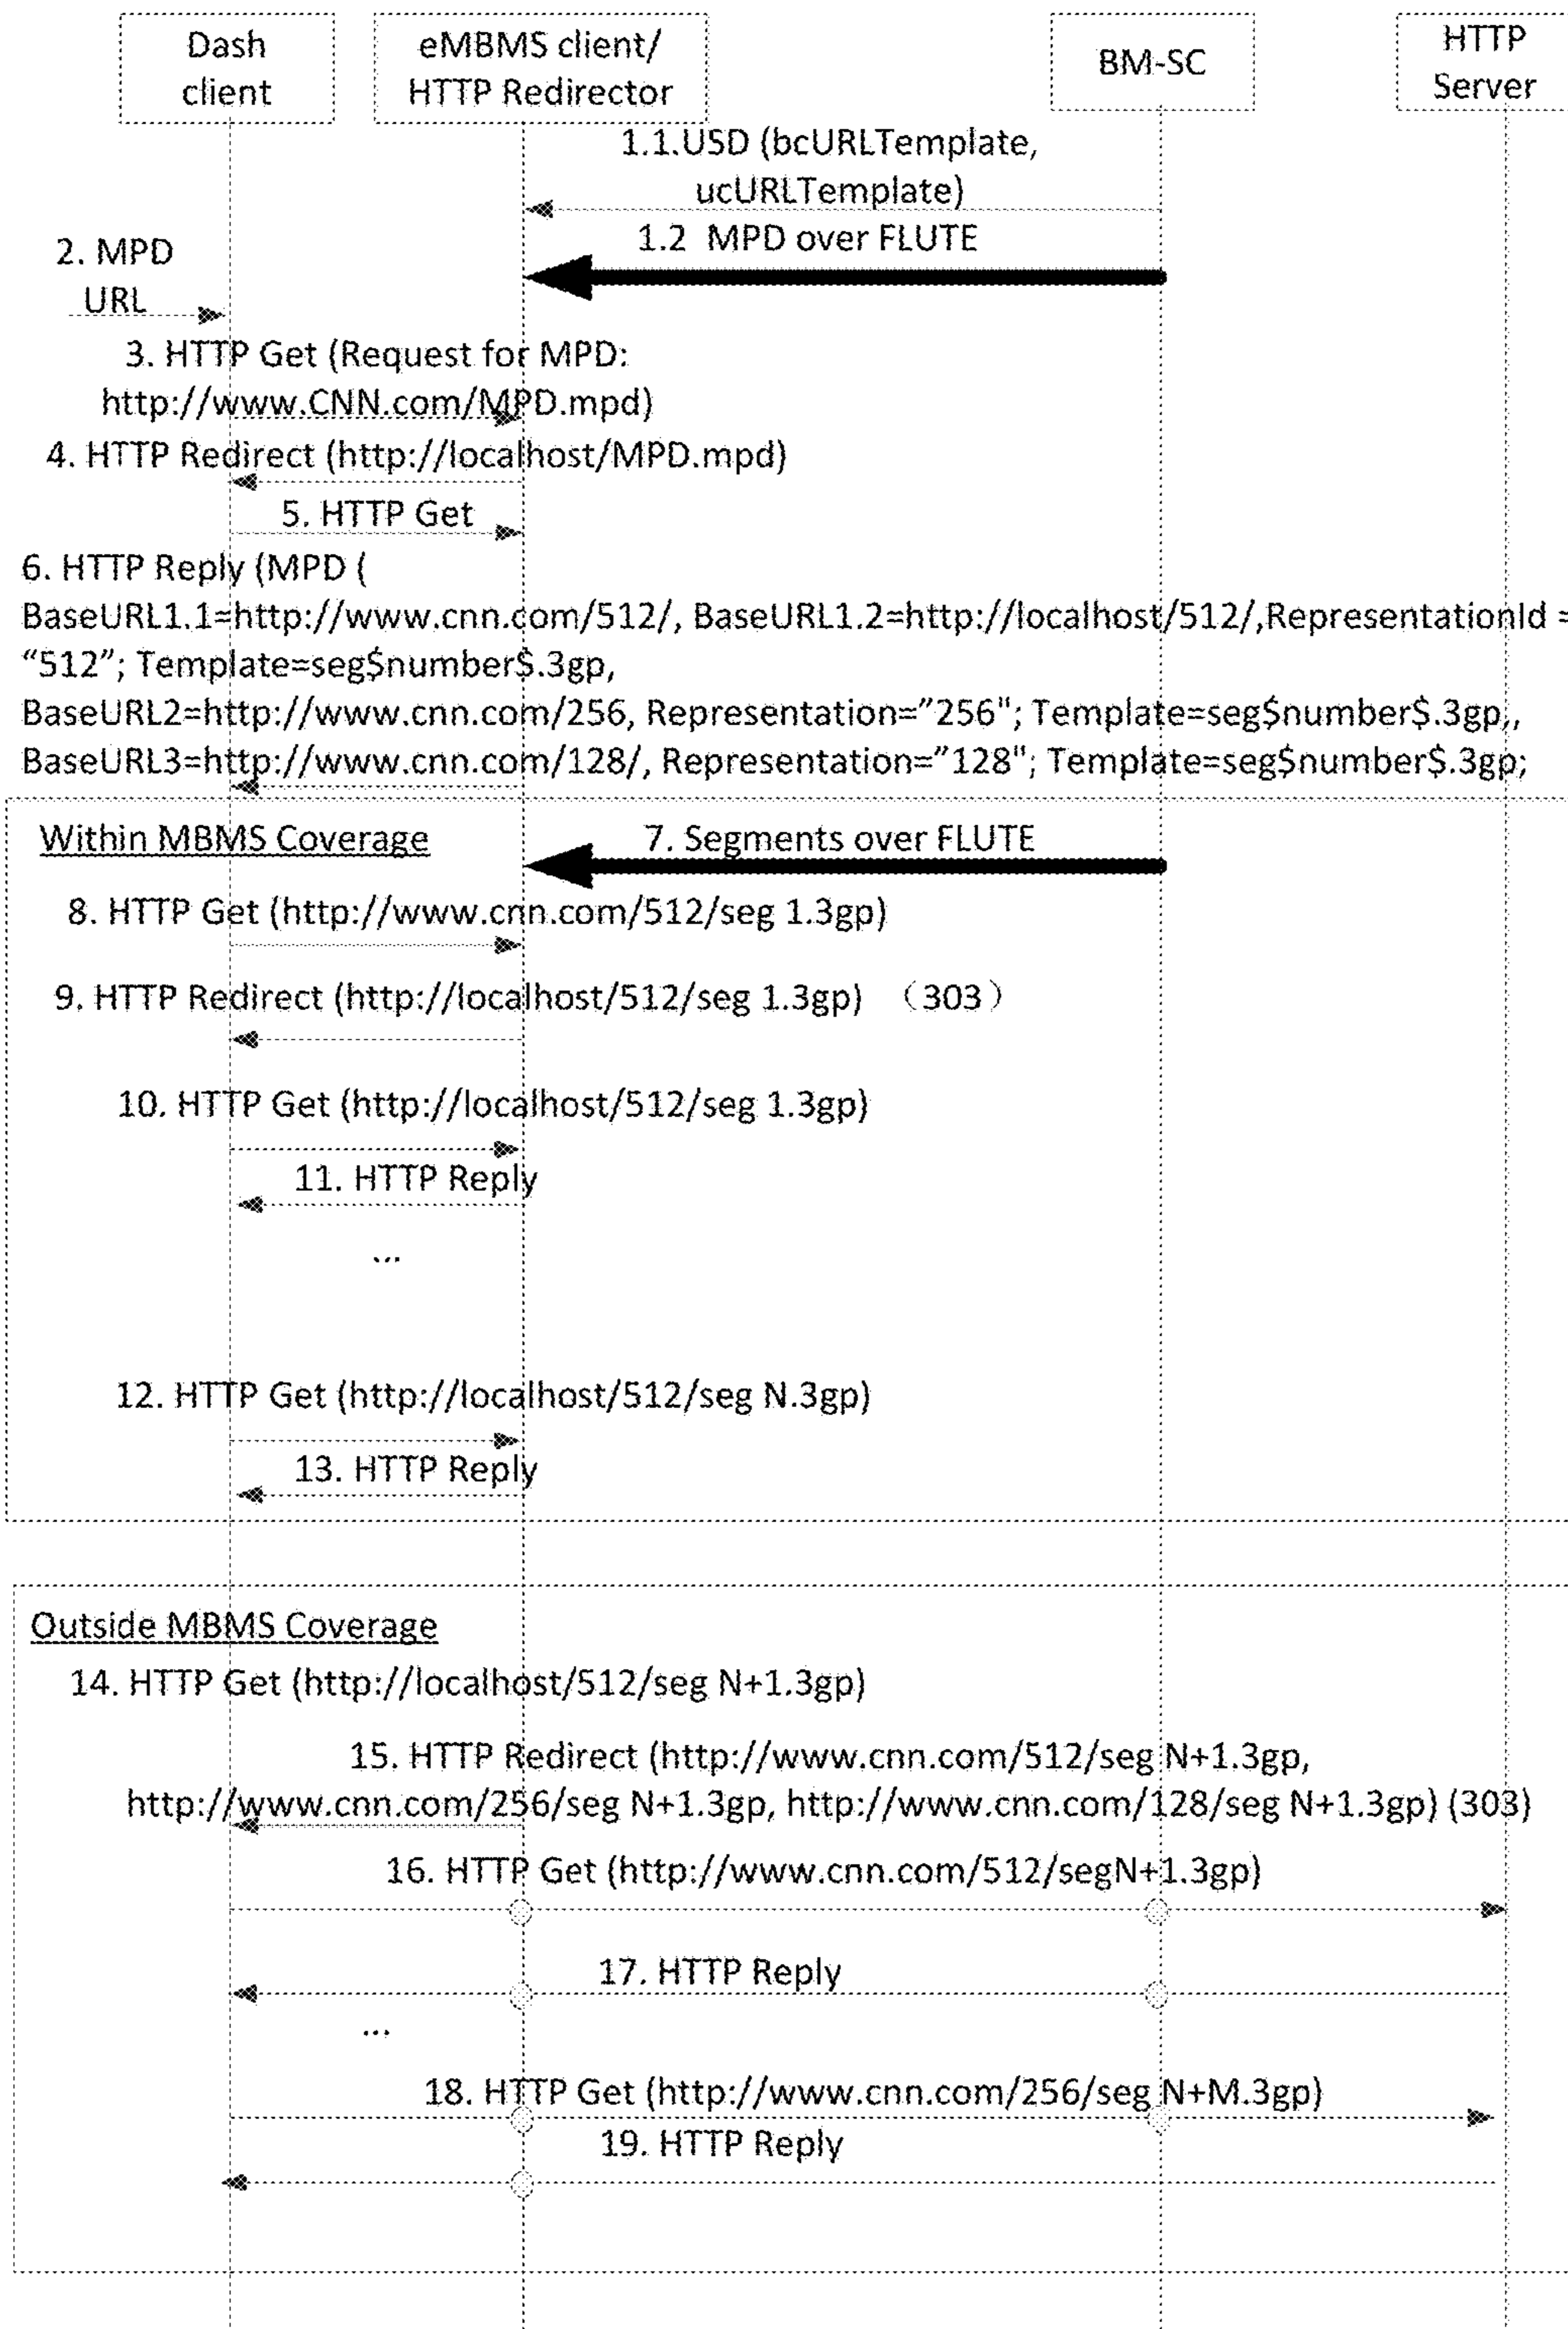 Dash
client
eMBMS client/
HTTP Redirector
BM-SC
HTTP
Server
1.1.USD (bcURLTemplate,
ucURLTemplate)
1.2 MPD over FLUTE
2. MPD
URL
3. HTTP Get (Request for MPD:
http://www.CNN.com/MPD.mpd)
4. HTTP Redirect (http://localhost/MPD.mpd)
5. HTTP Get
6. HTTP Reply (MPD (
BaseURL1.1=http://www.cnn.com/512/, BaseURL1.2=http://localhost/512/,RepresentationId =
“512”; Template=seg$number$.3gp,
BaseURL2=http://www.cnn.com/256, Representation=”256"; Template=seg$number$.3gp,,
BaseURL3=http://www.cnn.com/128/, Representation=”128"; Template=seg$number$.3gp;
Within MBMS Coverage
7. Segments over FLUTE
8. HTTP Get (http://www.cnn.com/512/seg 1.3gp)
9. HTTP Redirect (http://localhost/512/seg 1.3gp) （303）
10. HTTP Get (http://localhost/512/seg 1.3gp)
11. HTTP Reply
...
12. HTTP Get (http://localhost/512/seg N.3gp)
13. HTTP Reply
Outside MBMS Coverage
14. HTTP Get (http://localhost/512/seg N+1.3gp)
15. HTTP Redirect (http://www.cnn.com/512/seg N+1.3gp,
http://www.cnn.com/256/seg N+1.3gp, http://www.cnn.com/128/seg N+1.3gp) (303)
16. HTTP Get (http://www.cnn.com/512/segN+1.3gp)
17. HTTP Reply
...
18. HTTP Get (http://www.cnn.com/256/seg N+M.3gp)
19. HTTP Reply